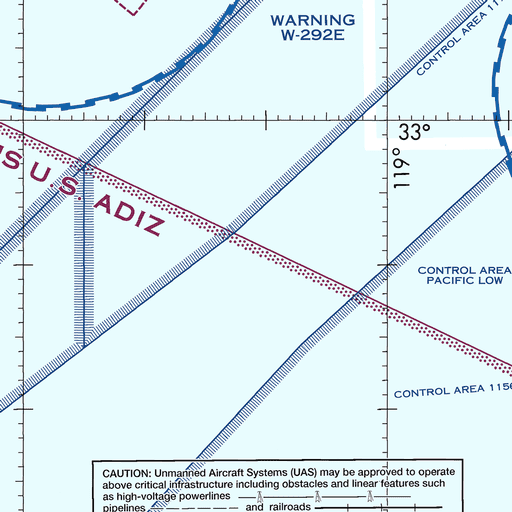 WARNING
W-292E
CONTROL AREA
33°
119°
U.S. ADIZ
CONTROL AREA
PACIFIC LOW
CONTROL AREA 1156
CAUTION: Unmanned Aircraft Systems (UAS) may be approved to operate
above critical infrastructure including obstacles and linear features such
as high-voltage powerlines
pipelines and railroads